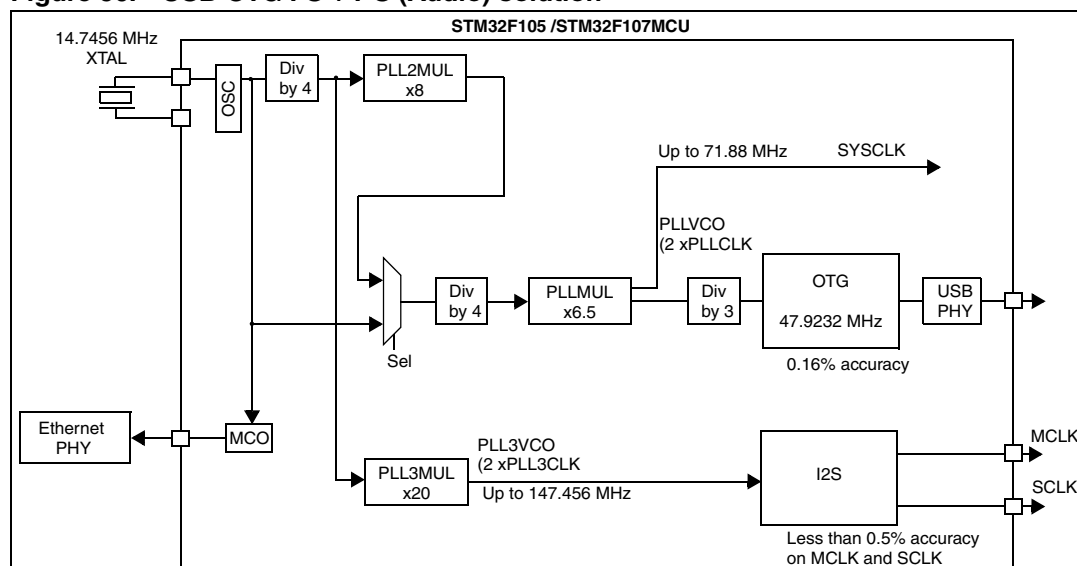 Figure USB OTG FS + (Audio) solution
STM32F105 /STM32F107MCU
14.7456 MHz
XTAL
OSC
Div
by 4
PLL2MUL
x8
Up to 71.88 MHz
SYSCLK
PLLVCO
(2 xPLLCLK
Sel
Div
by 4
PLLMUL
x6.5
Div
by 3
OTG
47.9232 MHz
USB
PHY
0.16% accuracy
Ethernet
PHY
MCO
PLL3MUL
x20
PLL3VCO
(2 xPLL3CLK
Up to 147.456 MHz
I2S
MCLK
SCLK
Less than 0.5% accuracy
on MCLK and SCLK